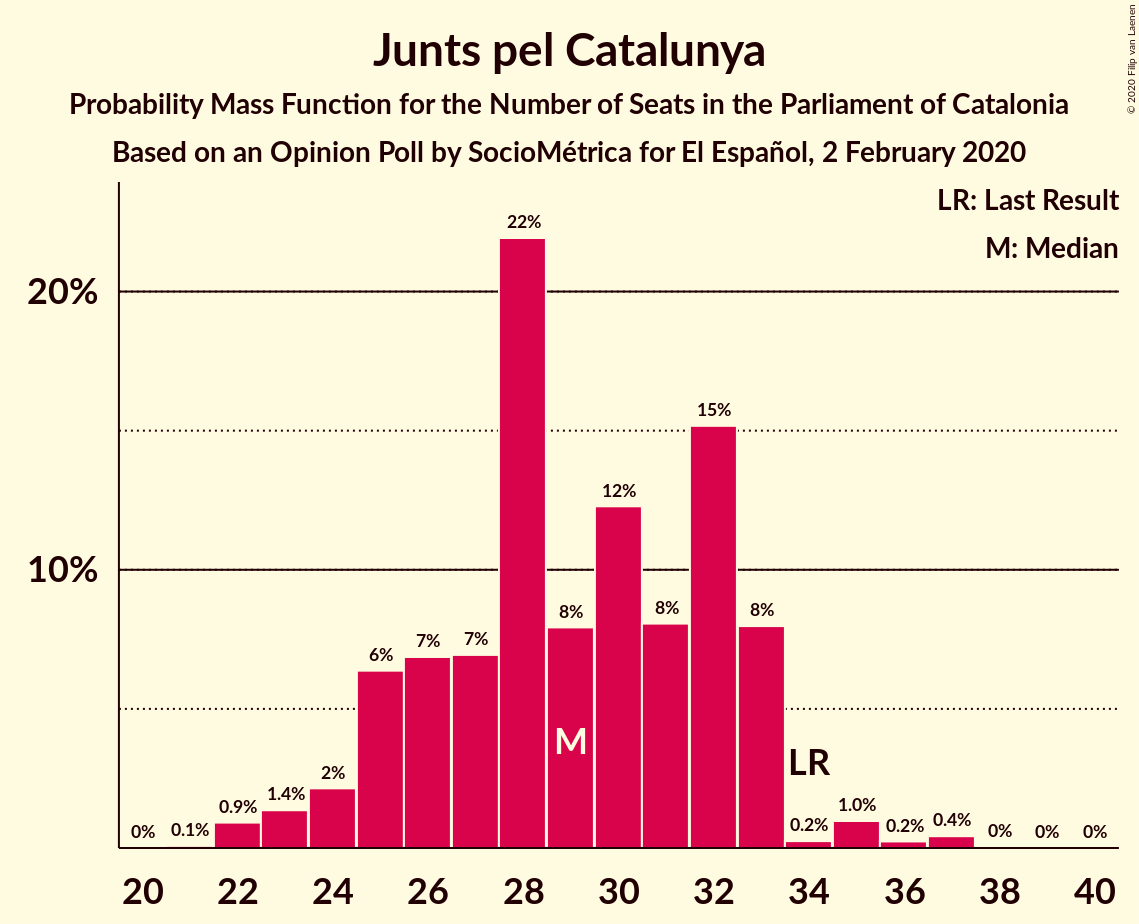 Junts pel Catalunya
Probability Mass Function for the Number of Seats in the Parliament of Catalonia
Based on an Opinion Poll by SocioMétrica for El Español, 2 February 2020
© 2020 Filip van Laenen
LR: Last Result
M: Median
20%
10%
0%
0.1%
0.9%
1.4%
2%
6%
7%
7%
22%
8%
12%
8%
15%
8%
0.2%
1.0%
0.2%
0.4%
0%
0%
0%
M
LR
20 22 24 26 28 30 32 34 36 38 40